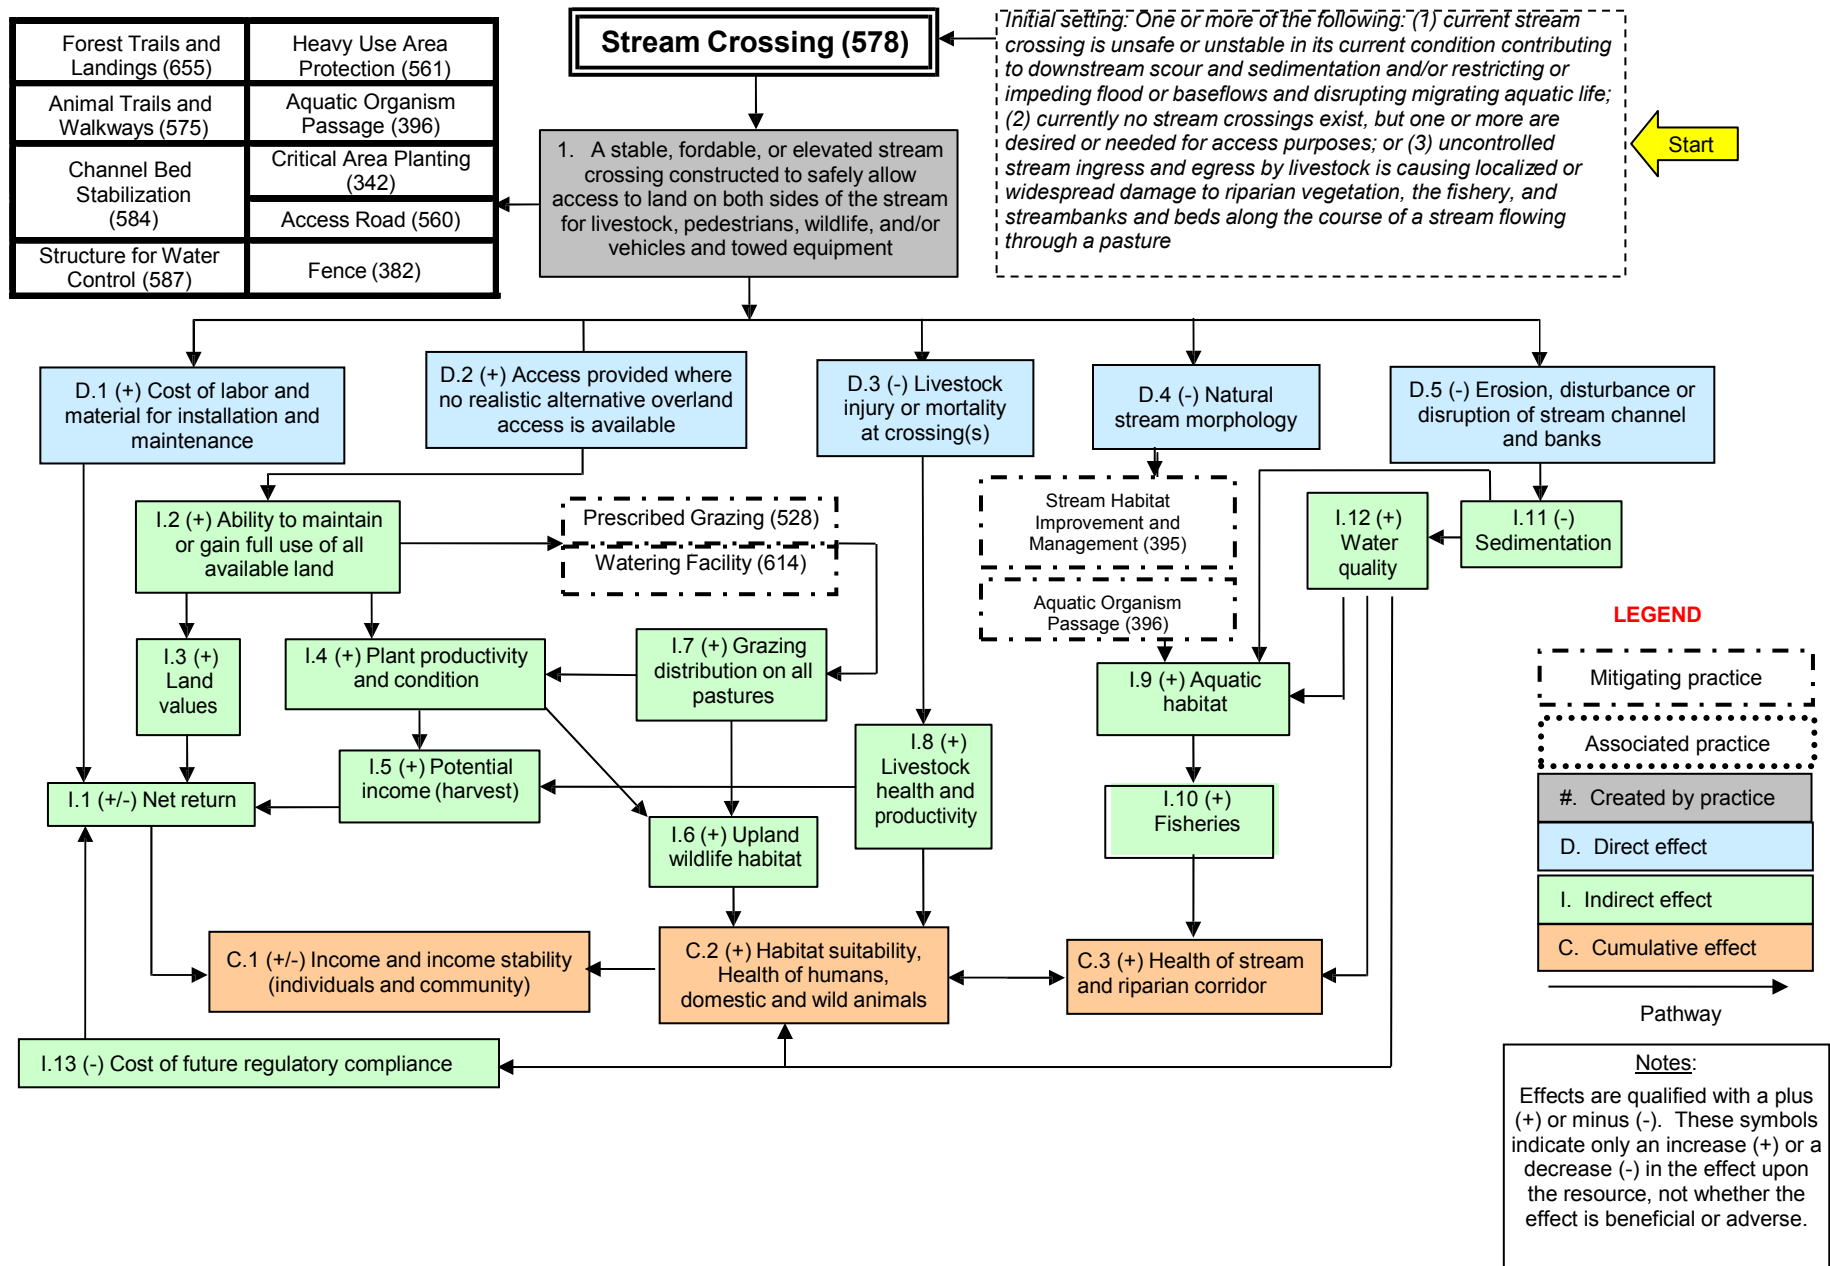 Forest Trails and
Landings (655)
Heavy Use Area
Protection (561)
Animal Trails and
Walkways (575)
Aquatic Organism
Passage (396)
Channel Bed
Stabilization
(584)
Critical Area Planting
(342)
Access Road (560)
Structure for Water
Control (587)
Fence (382)
Stream Crossing (578)
Initial setting: One or more of the following: (1) current stream
crossing is unsafe or unstable in its current condition contributing
to downstream scour and sedimentation and/or restricting or
impeding flood or baseflows and disrupting migrating aquatic life;
(2) currently no stream crossings exist, but one or more are
desired or needed for access purposes; or (3) uncontrolled
stream ingress and egress by livestock is causing localized or
widespread damage to riparian vegetation, the fishery, and
streambanks and beds along the course of a stream flowing
through a pasture
Start
1. A stable, fordable, or elevated stream
crossing constructed to safely allow
access to land on both sides of the stream
for livestock, pedestrians, wildlife, and/or
vehicles and towed equipment
D.1 (+) Cost of labor and
material for installation and
maintenance
D.2 (+) Access provided where
no realistic alternative overland
access is available
D.3 (-) Livestock
injury or mortality
at crossing(s)
D.4 (-) Natural
stream morphology
D.5 (-) Erosion, disturbance or
disruption of stream channel
and banks
I.2 (+) Ability to maintain
or gain full use of all
available land
Prescribed Grazing (528)
Watering Facility (614)
Stream Habitat
Improvement and
Management (395)
Aquatic Organism
Passage (396)
I.12 (+)
Water
quality
I.11 (-)
Sedimentation
I.3 (+)
Land
values
I.4 (+) Plant productivity
and condition
I.7 (+) Grazing
distribution on all
pastures
I.9 (+) Aquatic
habitat
I.8 (+)
Livestock
health and
productivity
I.5 (+) Potential
income (harvest)
I.1 (+/-) Net return
I.6 (+) Upland
wildlife habitat
I.10 (+)
Fisheries
C.1 (+/-) Income and income stability
(individuals and community)
C.2 (+) Habitat suitability,
Health of humans,
domestic and wild animals
C.3 (+) Health of stream
and riparian corridor
I.13 (-) Cost of future regulatory compliance
LEGEND
Mitigating practice
Associated practice
#. Created by practice
D. Direct effect
I. Indirect effect
C. Cumulative effect
Pathway
Notes:
Effects are qualified with a plus
(+) or minus (-). These symbols
indicate only an increase (+) or a
decrease (-) in the effect upon
the resource, not whether the
effect is beneficial or adverse.